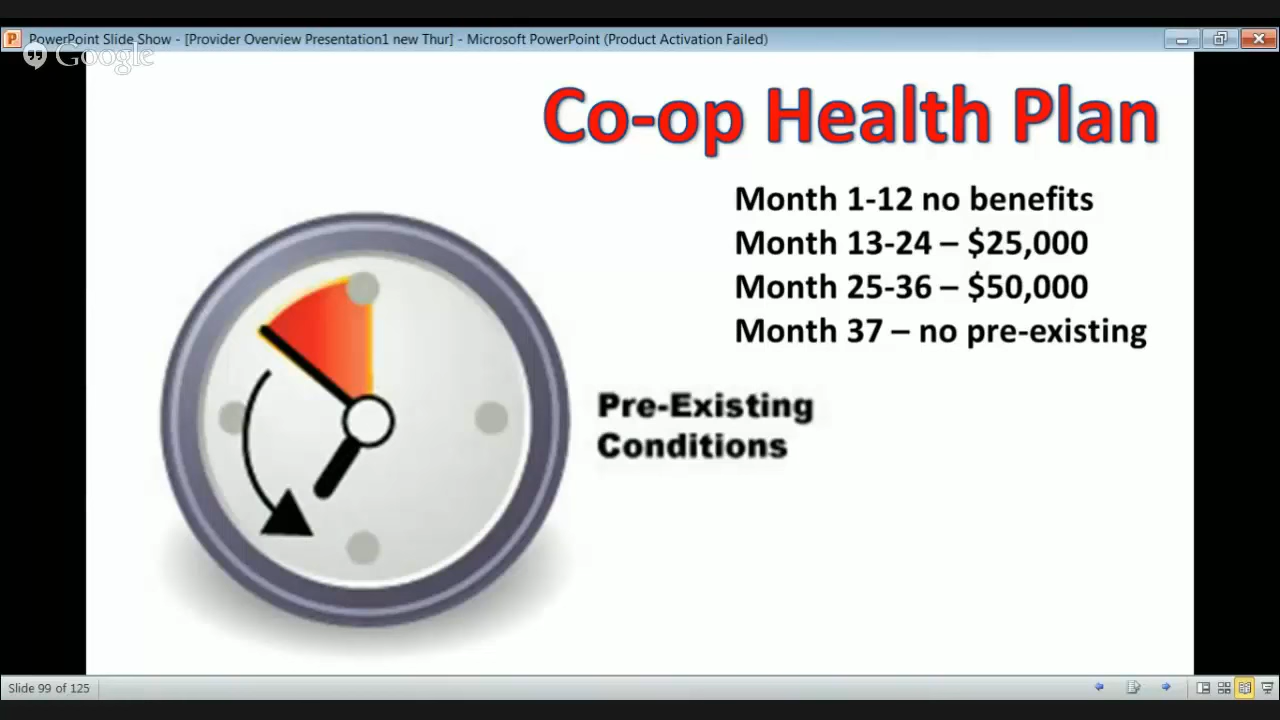 PowerPoint Slide Show - [Provider Overview Presentation1 new Thur] - Microsoft PowerPoint (Product Activation Failed)
Google
Co-op Health Plan
Month 1-12 no benefits
Month 13-24 – $25,000
Month 25-36 – $50,000
Month 37 – no pre-existing
Pre-Existing
Conditions
Slide 99 of 125